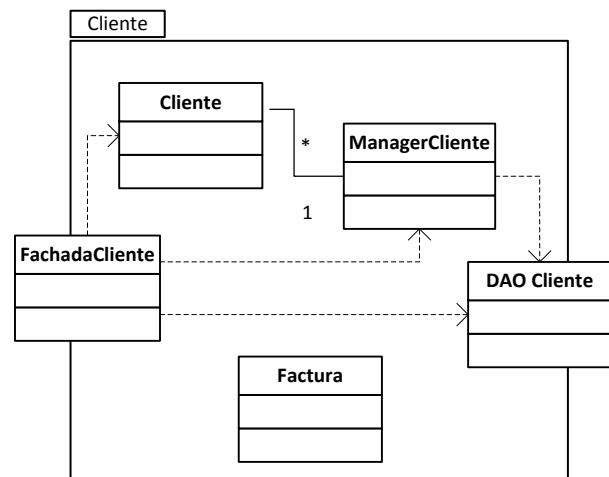 Cliente
Cliente
*
ManagerCliente
1
FachadaCliente
DAO Cliente
Factura